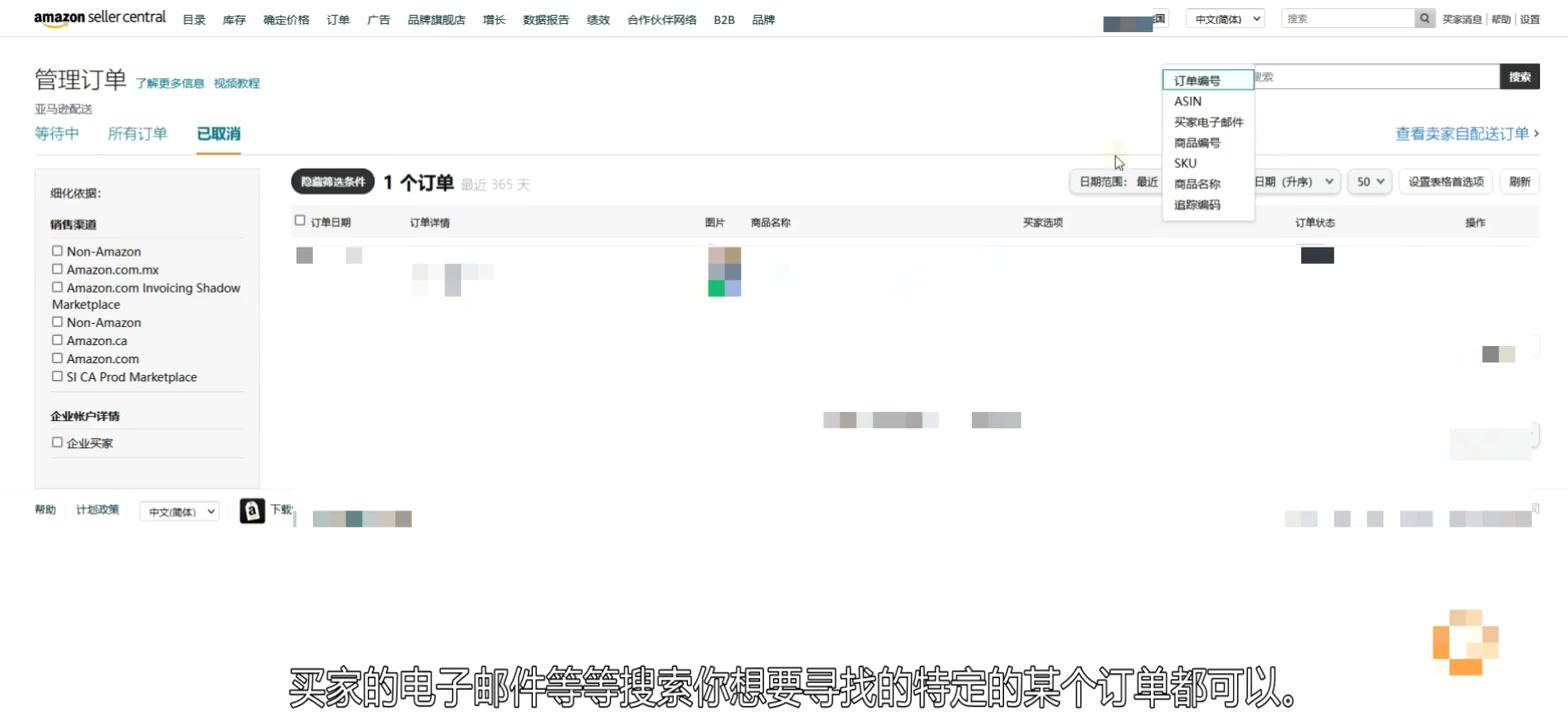 amazon seller central 目录 库存 确定价格 订单 广告 品牌旗舰店 增长 数据报告 绩效 合作伙伴网络 B2B 品牌 中文(简体) 搜索 买家消息 | 帮助 | 设置
管理订单 了解更多信息 视频教程
订单编号 搜索
亚马逊配送
ASIN
买家电子邮件
商品编号
SKU
商品名称
追踪编码
等待中 所有订单 已取消 查看卖家自配送订单
隐藏筛选条件 1 个订单 最近 365 天 日期范围: 最近 日期 (升序) 50 设置表格首选项 刷新
订单日期 订单详情 图片 商品名称 买家选项 订单状态 操作
细化依据:
销售渠道
Non-Amazon
Amazon.com.mx
Amazon.com Invoicing Shadow
Marketplace
Non-Amazon
Amazon.ca
Amazon.com
SI CA Prod Marketplace
企业帐户详情
企业买家
帮助 计划政策 中文(简体) 下载
买家的电子邮件等等搜索你想要寻找的特定的某个订单都可以。